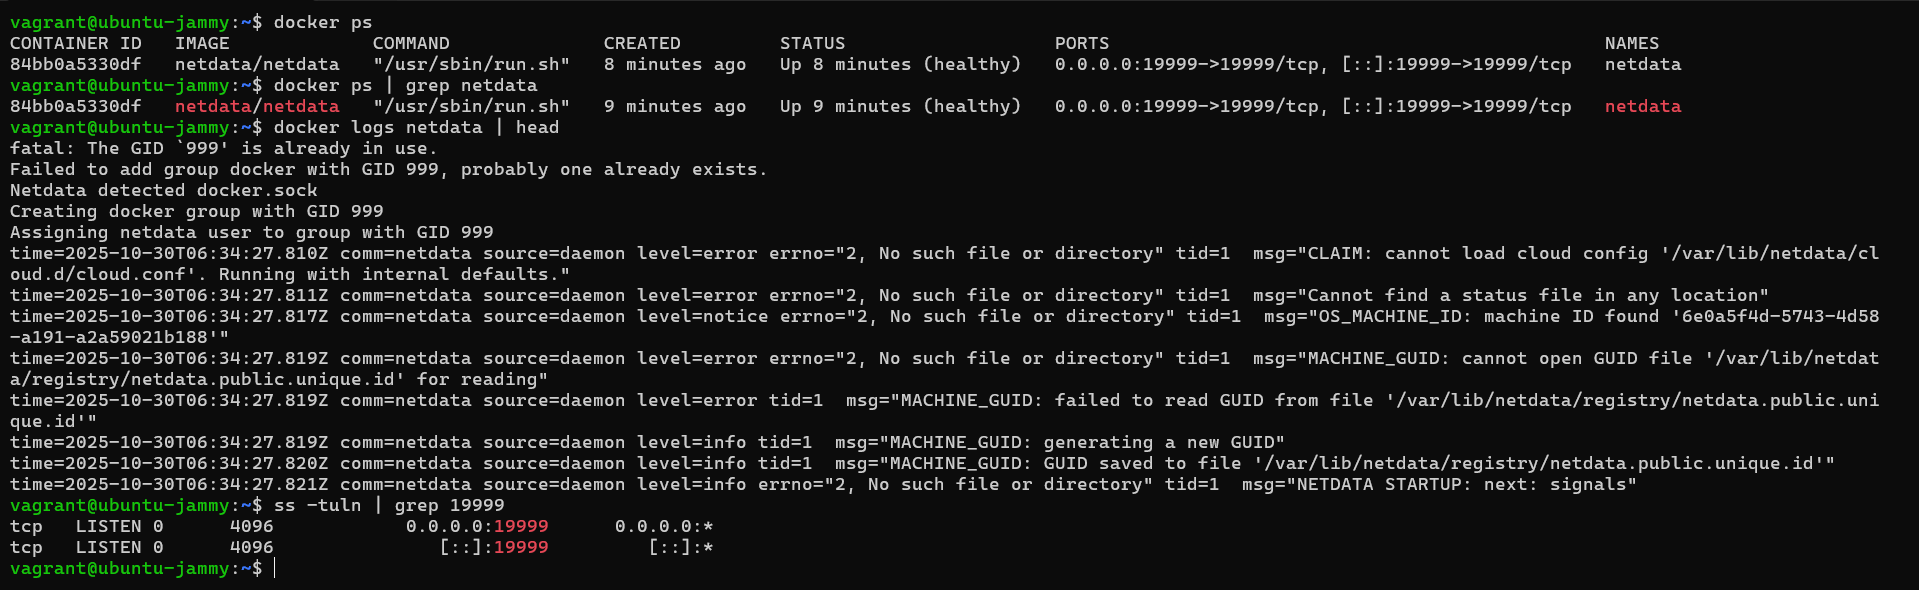 vagrant@ubuntu-jammy:~$ docker ps
CONTAINER ID   IMAGE             COMMAND              CREATED         STATUS                   PORTS                                             NAMES
84bb0a5330df   netdata/netdata   "/usr/sbin/run.sh"   8 minutes ago   Up 8 minutes (healthy)   0.0.0.0:19999->19999/tcp, [::]:19999->19999/tcp   netdata
vagrant@ubuntu-jammy:~$ docker ps | grep netdata
84bb0a5330df   netdata/netdata   "/usr/sbin/run.sh"   9 minutes ago   Up 9 minutes (healthy)   0.0.0.0:19999->19999/tcp, [::]:19999->19999/tcp   netdata
vagrant@ubuntu-jammy:~$ docker logs netdata | head
fatal: The GID `999' is already in use.
Failed to add group docker with GID 999, probably one already exists.
Netdata detected docker.sock
Creating docker group with GID 999
Assigning netdata user to group with GID 999
time=2025-10-30T06:34:27.810Z comm=netdata source=daemon level=error errno="2, No such file or directory" tid=1  msg="CLAIM: cannot load cloud config '/var/lib/netdata/cl
oud.d/cloud.conf'. Running with internal defaults."
time=2025-10-30T06:34:27.811Z comm=netdata source=daemon level=error errno="2, No such file or directory" tid=1  msg="Cannot find a status file in any location"
time=2025-10-30T06:34:27.817Z comm=netdata source=daemon level=notice errno="2, No such file or directory" tid=1  msg="OS_MACHINE_ID: machine ID found '6e0a5f4d-5743-4d58
-a191-a2a59021b188'"
time=2025-10-30T06:34:27.819Z comm=netdata source=daemon level=error errno="2, No such file or directory" tid=1  msg="MACHINE_GUID: cannot open GUID file '/var/lib/netdat
a/registry/netdata.public.unique.id' for reading"
time=2025-10-30T06:34:27.819Z comm=netdata source=daemon level=error tid=1  msg="MACHINE_GUID: failed to read GUID from file '/var/lib/netdata/registry/netdata.public.uni
que.id'"
time=2025-10-30T06:34:27.819Z comm=netdata source=daemon level=info tid=1  msg="MACHINE_GUID: generating a new GUID"
time=2025-10-30T06:34:27.820Z comm=netdata source=daemon level=info tid=1  msg="MACHINE_GUID: GUID saved to file '/var/lib/netdata/registry/netdata.public.unique.id'"
time=2025-10-30T06:34:27.821Z comm=netdata source=daemon level=info errno="2, No such file or directory" tid=1  msg="NETDATA STARTUP: next: signals"
vagrant@ubuntu-jammy:~$ ss -tuln | grep 19999
tcp   LISTEN 0      4096            0.0.0.0:19999      0.0.0.0:*
tcp   LISTEN 0      4096               [::]:19999         [::]:*
vagrant@ubuntu-jammy:~$